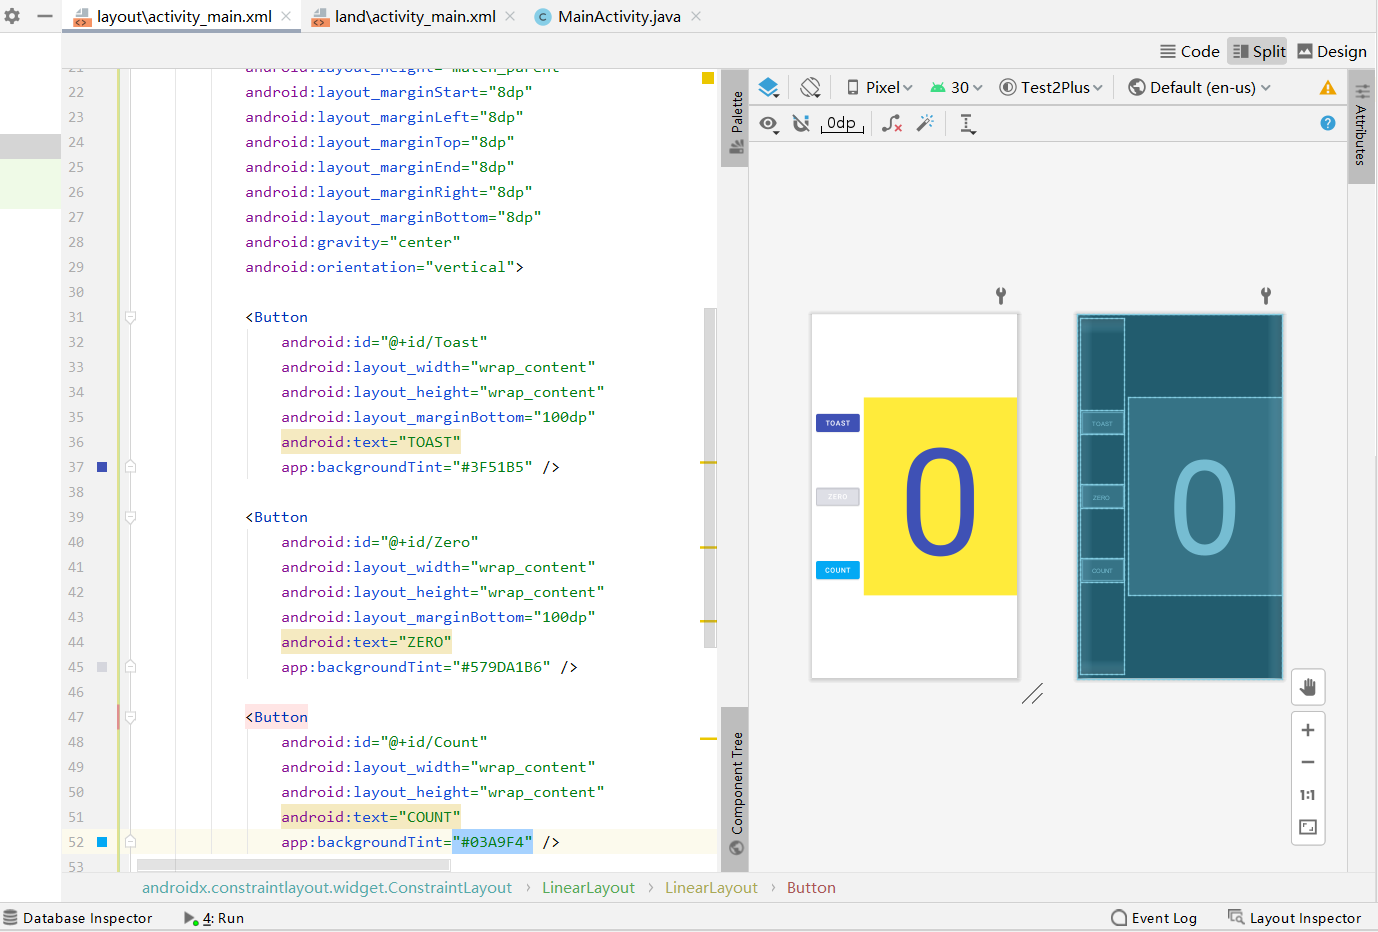 layout\activity_main.xml
land\activity_main.xml
MainActivity.java
Code
Split
Design
22 android:layout_marginStart="8dp"
23 android:layout_marginLeft="8dp"
24 android:layout_marginTop="8dp"
25 android:layout_marginEnd="8dp"
26 android:layout_marginRight="8dp"
27 android:layout_marginBottom="8dp"
28 android:gravity="center"
29 android:orientation="vertical">
30
31 <Button
32 android:id="@+id/Toast"
33 android:layout_width="wrap_content"
34 android:layout_height="wrap_content"
35 android:layout_marginBottom="100dp"
36 android:text="TOAST"
37 app:backgroundTint="#3F51B5" />
38
39 <Button
40 android:id="@+id/Zero"
41 android:layout_width="wrap_content"
42 android:layout_height="wrap_content"
43 android:layout_marginBottom="100dp"
44 android:text="ZERO"
45 app:backgroundTint="#579DA1B6" />
46
47 <Button
48 android:id="@+id/Count"
49 android:layout_width="wrap_content"
50 android:layout_height="wrap_content"
51 android:text="COUNT"
52 app:backgroundTint="#03A9F4" />
53
androidx.constraintlayout.widget.ConstraintLayout › LinearLayout › LinearLayout › Button
Palette
Component Tree
Pixel
30
Test2Plus
Default (en-us)
0dp
Attributes
TOAST
ZERO
COUNT
0
TOAST
ZERO
COUNT
0
1:1
Database Inspector
4: Run
Event Log
Layout Inspector